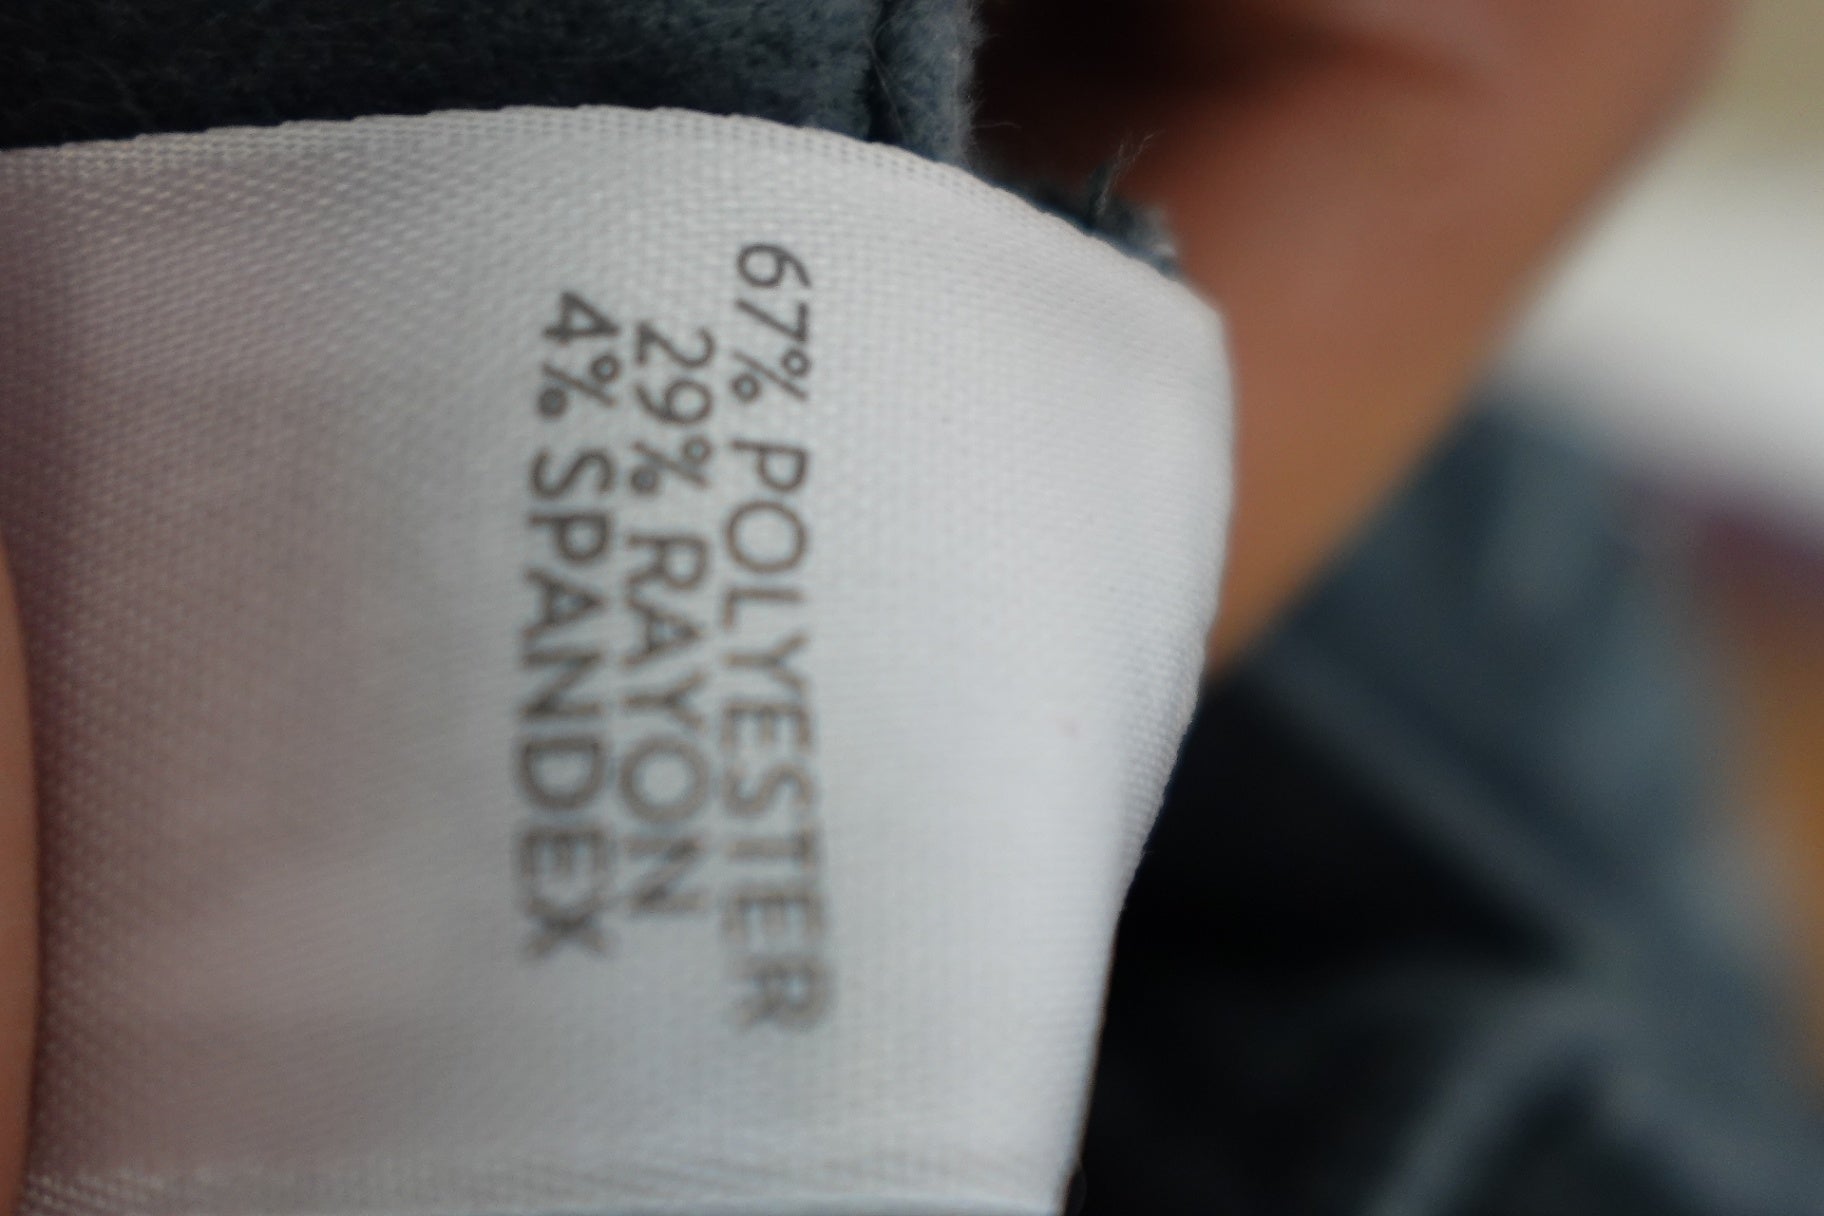 67% POLYESTER
29% RAYON
4% SPANDEX